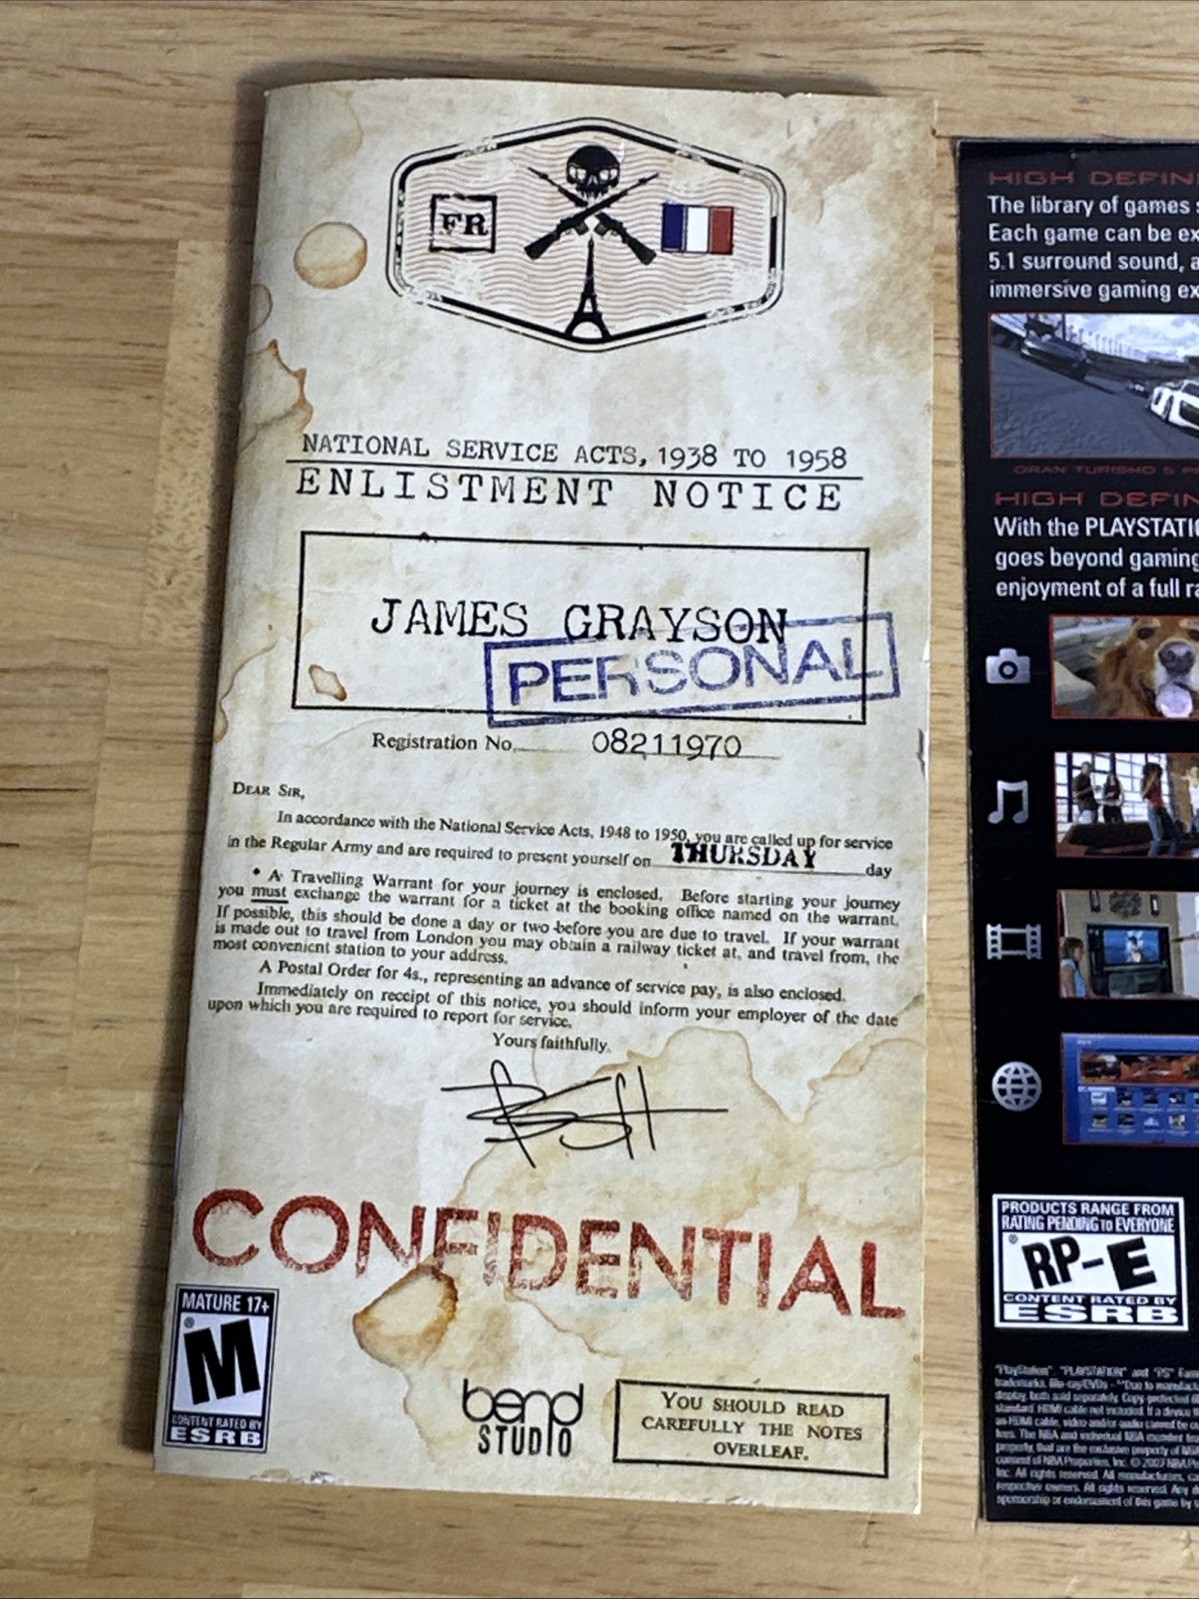 FR
NATIONAL SERVICE ACTS, 1938 TO 1958
ENLISTMENT NOTICE
JAMES GRAYSON
PERSONAL
Registration No. 08211970
DEAR SIR,
In accordance with the National Service Acts, 1948 to 1950, you are called up for service
in the Regular Army and are required to present yourself on THURSDAY day
• A Travelling Warrant for your journey is enclosed. Before starting your journey
you must exchange the warrant for a ticket at the booking office named on the warrant.
If possible, this should be done a day or two before you are due to travel. If your warrant
is made out to travel from London you may obtain a railway ticket at, and travel from, the
most convenient station to your address.
A Postal Order for 4s., representing an advance of service pay, is also enclosed.
Immediately on receipt of this notice, you should inform your employer of the date
upon which you are required to report for service.
Yours faithfully.
CONFIDENTIAL
MATURE 17+
M
CONTENT RATED BY
ESRB
bend
STUDIO
YOU SHOULD READ
CAREFULLY THE NOTES
OVERLEAF.
HIGH DEFIN
The library of games
Each game can be ex
5.1 surround sound, a
immersive gaming ex
GRAN TURISMO 5 P
HIGH DEFIN
With the PLAYSTATIO
goes beyond gaming
enjoyment of a full ra
PRODUCTS RANGE FROM
RATING PENDING TO EVERYONE
RP-E
CONTENT RATED BY
ESRB
"PlayStation", "PLAYSTATION" and "PS" Fam